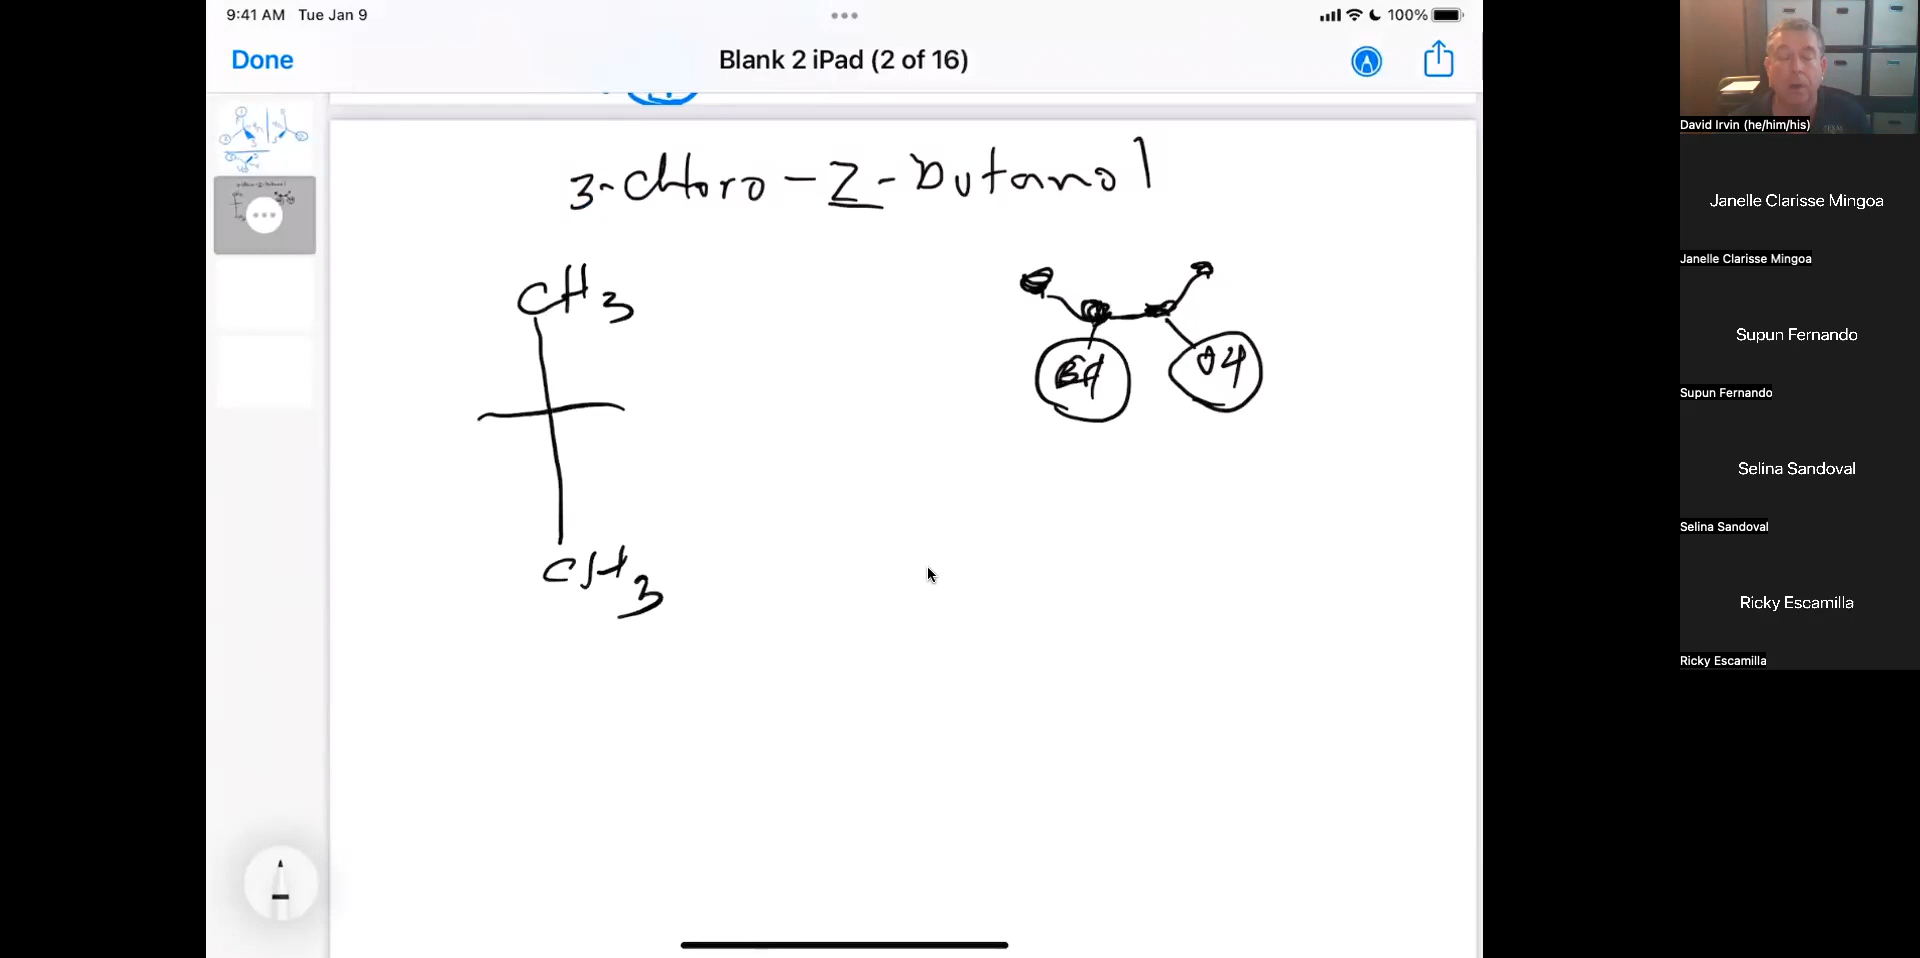 9:41 AM Tue Jan 9
100%
Done
Blank 2 iPad (2 of 16)
3-Chloro-2-Butanol
CH3
CH3
OH
David Irvin (he/him/his)
Janelle Clarisse Mingoa
Janelle Clarisse Mingoa
Supun Fernando
Supun Fernando
Selina Sandoval
Selina Sandoval
Ricky Escamilla
Ricky Escamilla